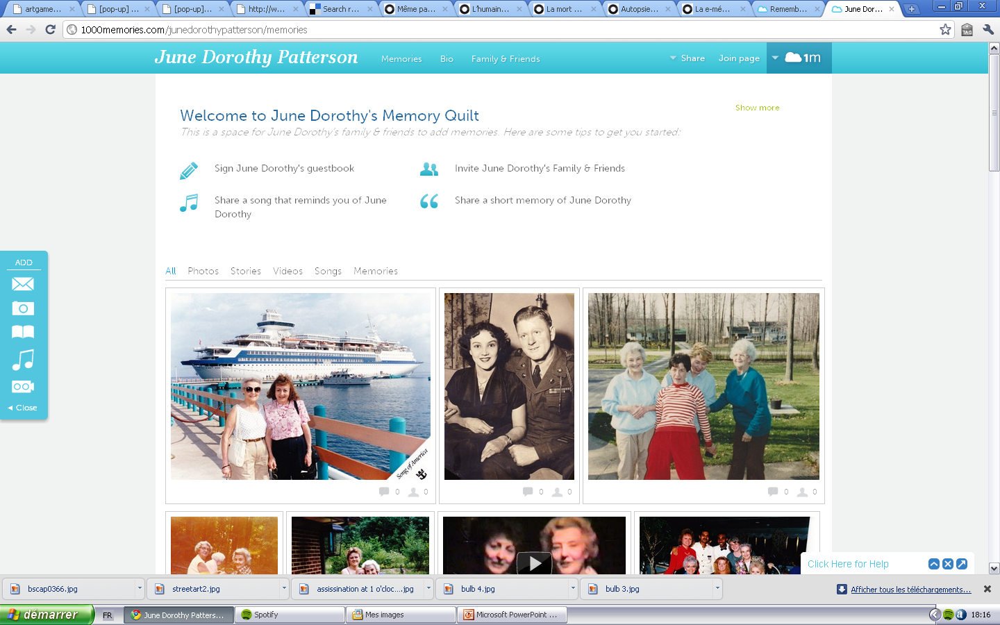 artgame...
[pop-up] ...
[pop-up]...
http://w...
Search r...
Même pa...
L'humain...
La mort ...
Autopsie...
La e-mé...
Rememb...
June Dor...
1000memories.com/junedorothypatterson/memories
TAG
June Dorothy Patterson
Memories
Bio
Family & Friends
Share
Join page
1m
Welcome to June Dorothy's Memory Quilt
Show more
This is a space for June Dorothy's family & friends to add memories. Here are some tips to get you started:
Sign June Dorothy's guestbook
Invite June Dorothy's Family & Friends
Share a song that reminds you of June
Dorothy
Share a short memory of June Dorothy
ADD
Close
All
Photos
Stories
Videos
Songs
Memories
Song of America
0 0
0 0
0 0
Click Here for Help
bscap0366.jpg
streetart2.jpg
assissination at 1 o'cloc....jpg
bulb 4.jpg
bulb 3.jpg
Afficher tous les téléchargements...
démarrer
FR
June Dorothy Patters...
Spotify
Mes images
Microsoft PowerPoint ...
18:16